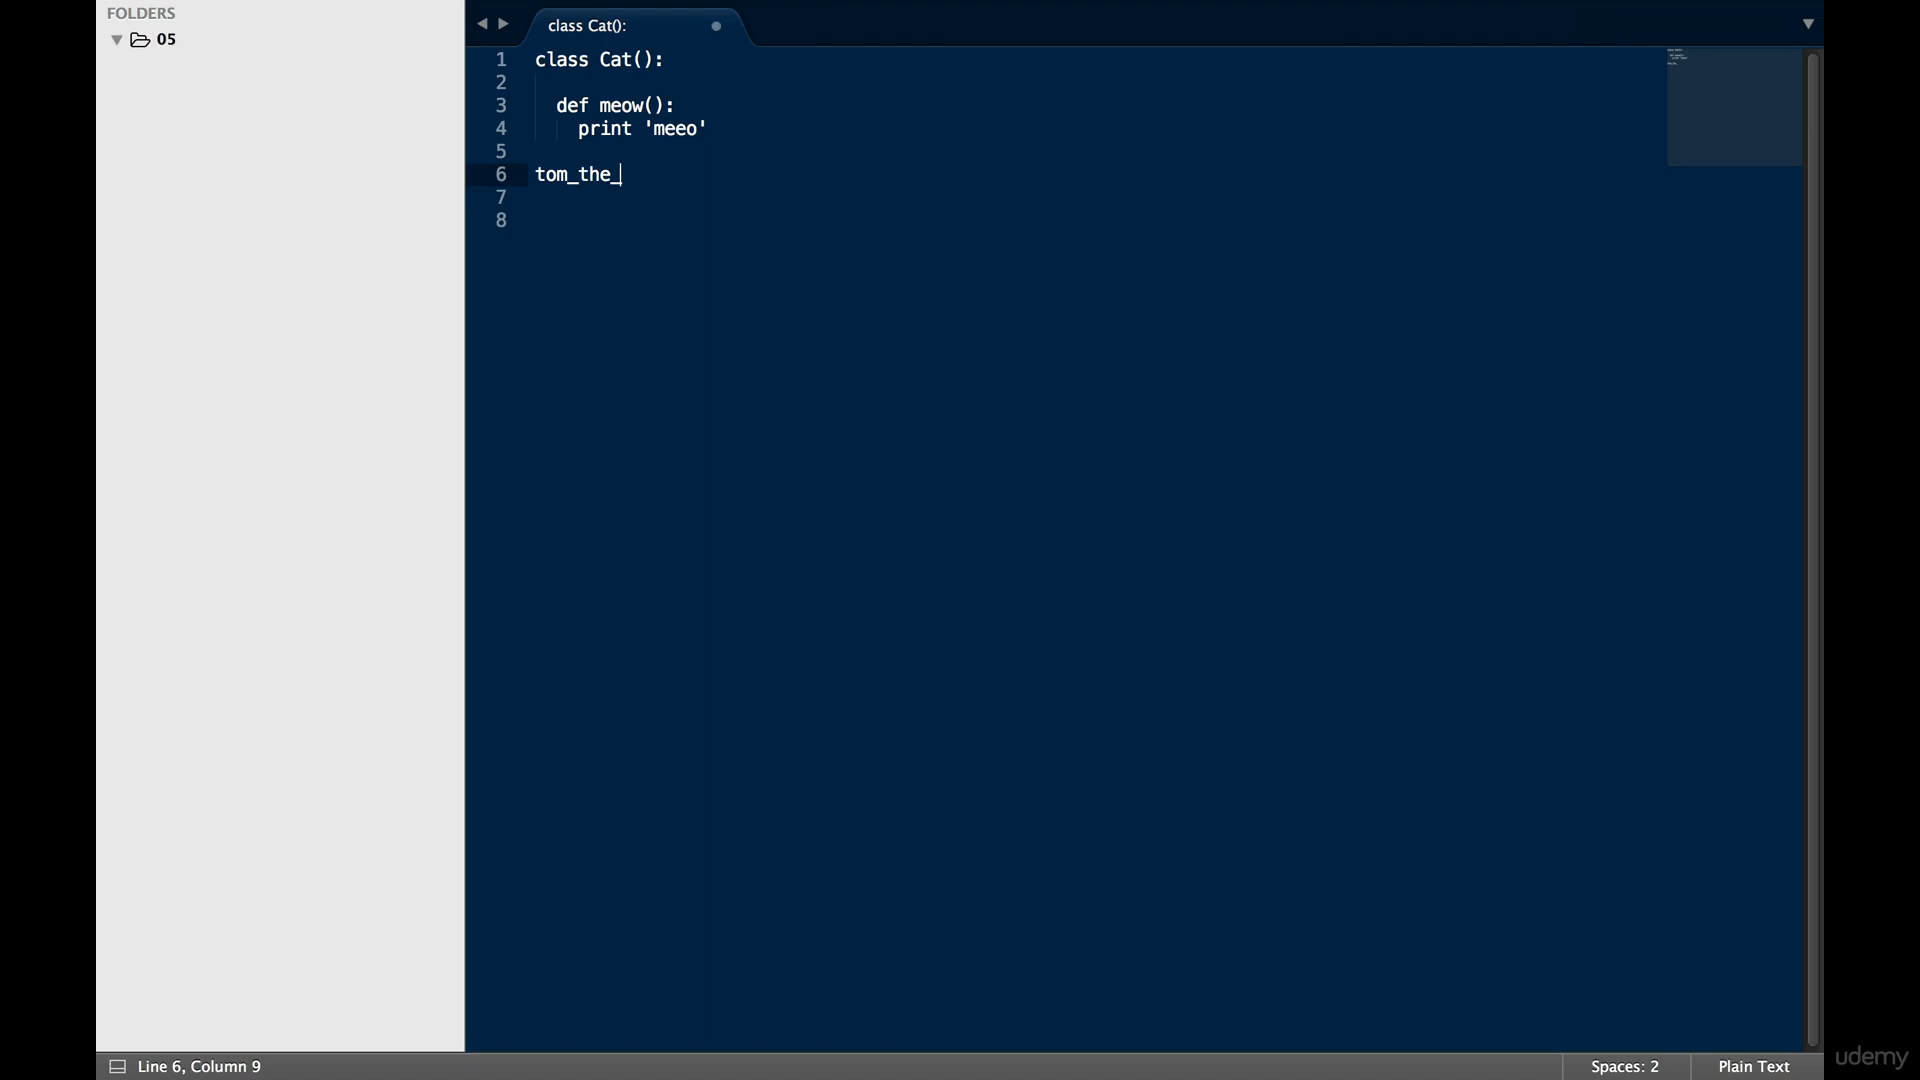 FOLDERS
05
class Cat():
1 class Cat():
2
3 def meow():
4 print 'meeo'
5
6 tom_the_
7
8
Line 6, Column 9
Spaces: 2
Plain Text
udemy